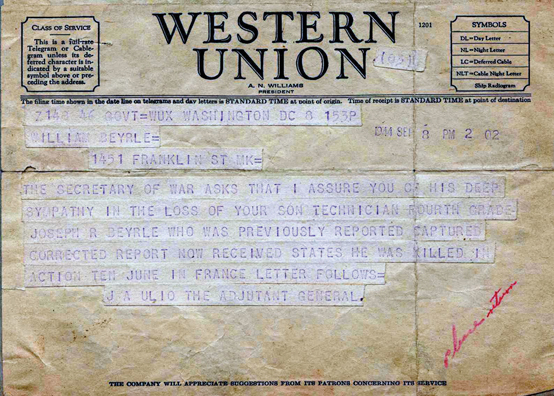 CLASS OF SERVICE
This is a full-rate
Telegram or Cable-
gram unless its de-
ferred character is in-
dicated by a suitable
symbol above or pre-
ceding the address.
WESTERN
UNION
A. N. WILLIAMS
PRESIDENT
1201
SYMBOLS
DL=Day Letter
NL=Night Letter
LC=Deferred Cable
NLT=Cable Night Letter
Ship Radiogram
The filing time shown in the date line on telegrams and day letters is STANDARD TIME at point of origin. Time of receipt is STANDARD TIME at point of destination
Z148 46 GOVT=WUX WASHINGTON DC 8 153P
WILLIAM BEYRLE=
1944 SEP 8 PM 2 02
1451 FRANKLIN ST MK=
THE SECRETARY OF WAR ASKS THAT I ASSURE YOU OF HIS DEEP
SYMPATHY IN THE LOSS OF YOUR SON TECHNICIAN FOURTH GRADE
JOSEPH R BEYRLE WHO WAS PREVIOUSLY REPORTED CAPTURED
CORRECTED REPORT NOW RECEIVED STATES HE WAS KILLED IN
ACTION TEN JUNE IN FRANCE LETTER FOLLOWS=
J A ULIO THE ADJUTANT GENERAL.
please return
THE COMPANY WILL APPRECIATE SUGGESTIONS FROM ITS PATRONS CONCERNING ITS SERVICE